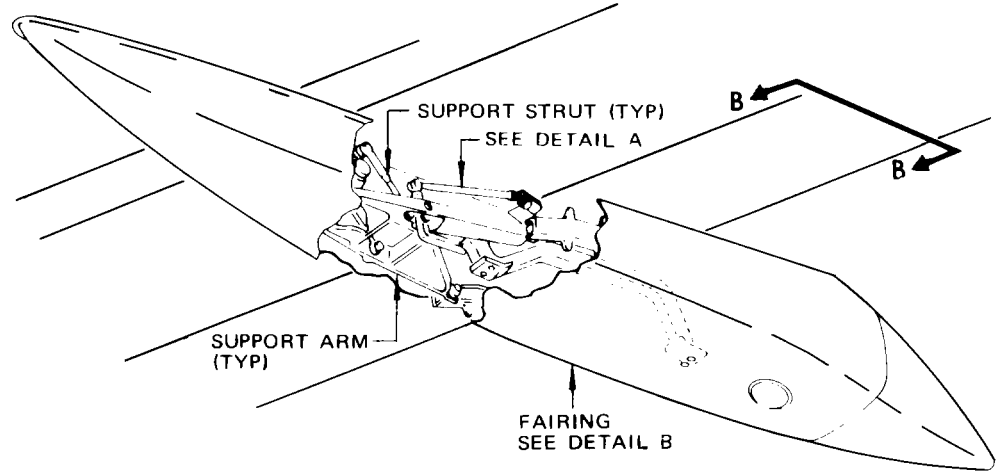 SUPPORT STRUT (TYP)
SEE DETAIL A
B
B
SUPPORT ARM
(TYP)
FAIRING
SEE DETAIL B